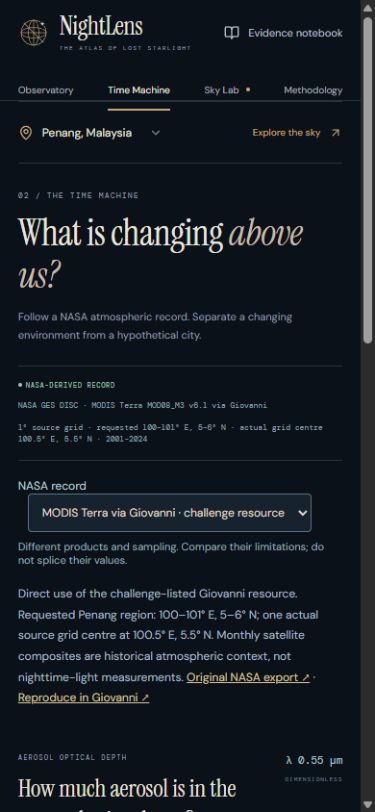 NightLens
THE ATLAS OF LOST STARLIGHT
Evidence notebook
Observatory
Time Machine
Sky Lab
Methodology
Penang, Malaysia
Explore the sky ↗
02 / THE TIME MACHINE
What is changing above
us?
Follow a NASA atmospheric record. Separate a changing
environment from a hypothetical city.
NASA-DERIVED RECORD
NASA GES DISC · MODIS Terra MOD08_M3 v6.1 via Giovanni
1° source grid · requested 100–101° E, 5–6° N · actual grid centre
100.5° E, 5.5° N · 2001–2024
NASA record
MODIS Terra via Giovanni · challenge resource
Different products and sampling. Compare their limitations; do
not splice their values.
Direct use of the challenge-listed Giovanni resource.
Requested Penang region: 100–101° E, 5–6° N; one actual
source grid centre at 100.5° E, 5.5° N. Monthly satellite
composites are historical atmospheric context, not
nighttime-light measurements. Original NASA export ↗ ·
Reproduce in Giovanni ↗
AEROSOL OPTICAL DEPTH
λ 0.55 μm
DIMENSIONLESS
How much aerosol is in the